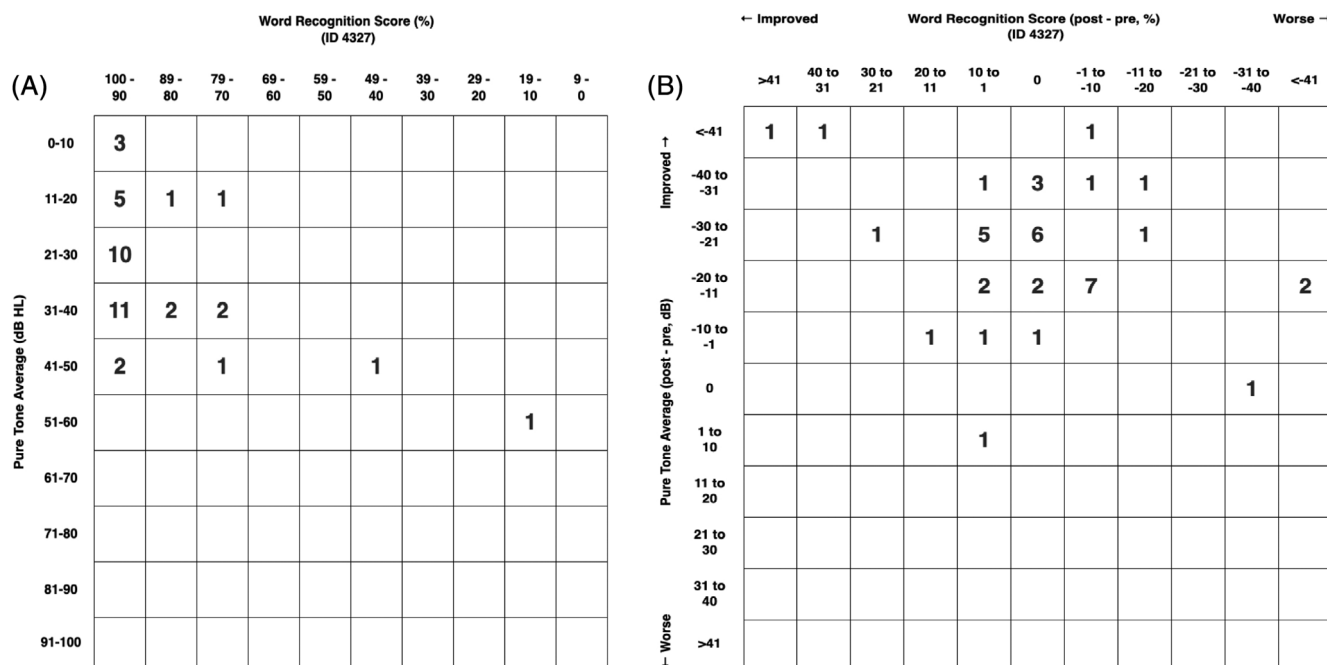 (A)
Word Recognition Score (%)
(ID 4327)
100 - 90 89 - 80 79 - 70 69 - 60 59 - 50 49 - 40 39 - 30 29 - 20 19 - 10 9 - 0
Pure Tone Average (dB HL)
0-10 3
11-20 5 1 1
21-30 10
31-40 11 2 2
41-50 2 1 1
51-60 1
61-70
71-80
81-90
91-100
(B)
← Improved Word Recognition Score (post - pre, %) Worse →
(ID 4327)
>41 40 to 31 30 to 21 20 to 11 10 to 1 0 -1 to -10 -11 to -20 -21 to -30 -31 to -40 <-41
← Worse Pure Tone Average (post - pre, dB) Improved →
<-41 1 1 1
-40 to -31 1 3 1 1
-30 to -21 1 5 6 1
-20 to -11 2 2 7 2
-10 to -1 1 1 1
0 1
1 to 10 1
11 to 20
21 to 30
31 to 40
>41